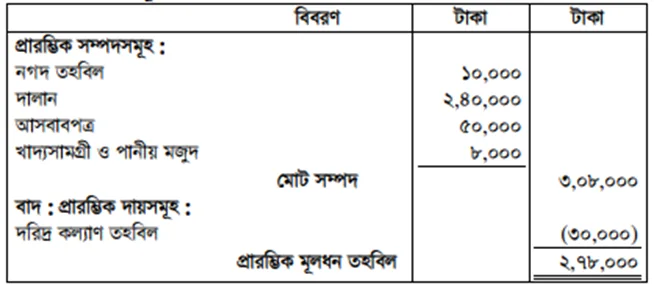 বিবরণ টাকা টাকা
প্রারম্ভিক সম্পদসমূহ :
নগদ তহবিল ১০,০০০
দালান ২,৪০,০০০
আসবাবপত্র ৫০,০০০
খাদ্যসামগ্রী ও পানীয় মজুদ ৮,০০০
মোট সম্পদ ৩,০৮,০০০
বাদ : প্রারম্ভিক দায়সমূহ :
দরিদ্র কল্যাণ তহবিল (৩০,০০০)
প্রারম্ভিক মূলধন তহবিল ২,৭৮,০০০